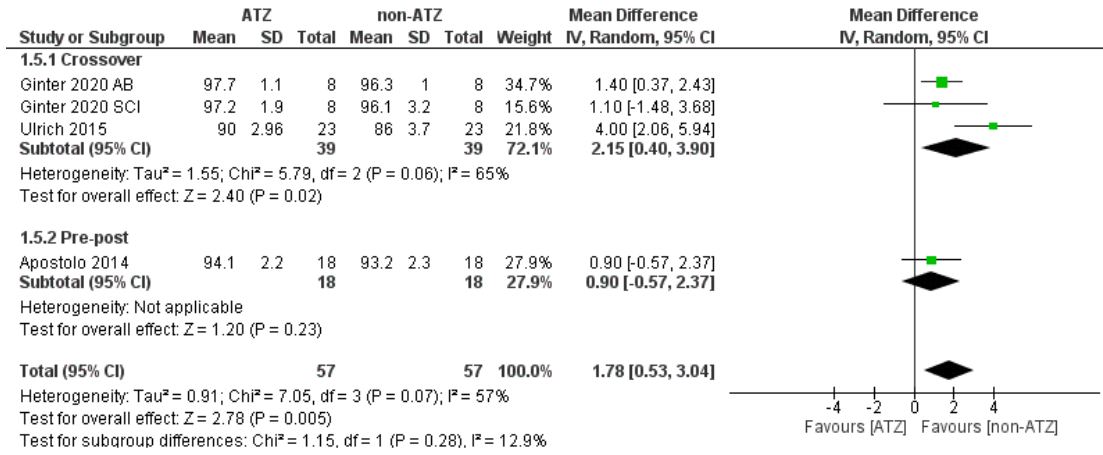 ATZ non-ATZ Mean Difference Mean Difference
Study or Subgroup Mean SD Total Mean SD Total Weight IV, Random, 95% CI IV, Random, 95% CI
1.5.1 Crossover
Ginter 2020 AB 97.7 1.1 8 96.3 1 8 34.7% 1.40 [0.37, 2.43]
Ginter 2020 SCI 97.2 1.9 8 96.1 3.2 8 15.6% 1.10 [-1.48, 3.68]
Ulrich 2015 90 2.96 23 86 3.7 23 21.8% 4.00 [2.06, 5.94]
Subtotal (95% CI) 39 39 72.1% 2.15 [0.40, 3.90]
Heterogeneity: Tau² = 1.55; Chi² = 5.79, df = 2 (P = 0.06); I² = 65%
Test for overall effect: Z = 2.40 (P = 0.02)
1.5.2 Pre-post
Apostolo 2014 94.1 2.2 18 93.2 2.3 18 27.9% 0.90 [-0.57, 2.37]
Subtotal (95% CI) 18 18 27.9% 0.90 [-0.57, 2.37]
Heterogeneity: Not applicable
Test for overall effect: Z = 1.20 (P = 0.23)
Total (95% CI) 57 57 100.0% 1.78 [0.53, 3.04]
Heterogeneity: Tau² = 0.91; Chi² = 7.05, df = 3 (P = 0.07); I² = 57%
Test for overall effect: Z = 2.78 (P = 0.005)
Test for subgroup differences: Chi² = 1.15, df = 1 (P = 0.28), I² = 12.9%
-4 -2 0 2 4
Favours [ATZ] Favours [non-ATZ]